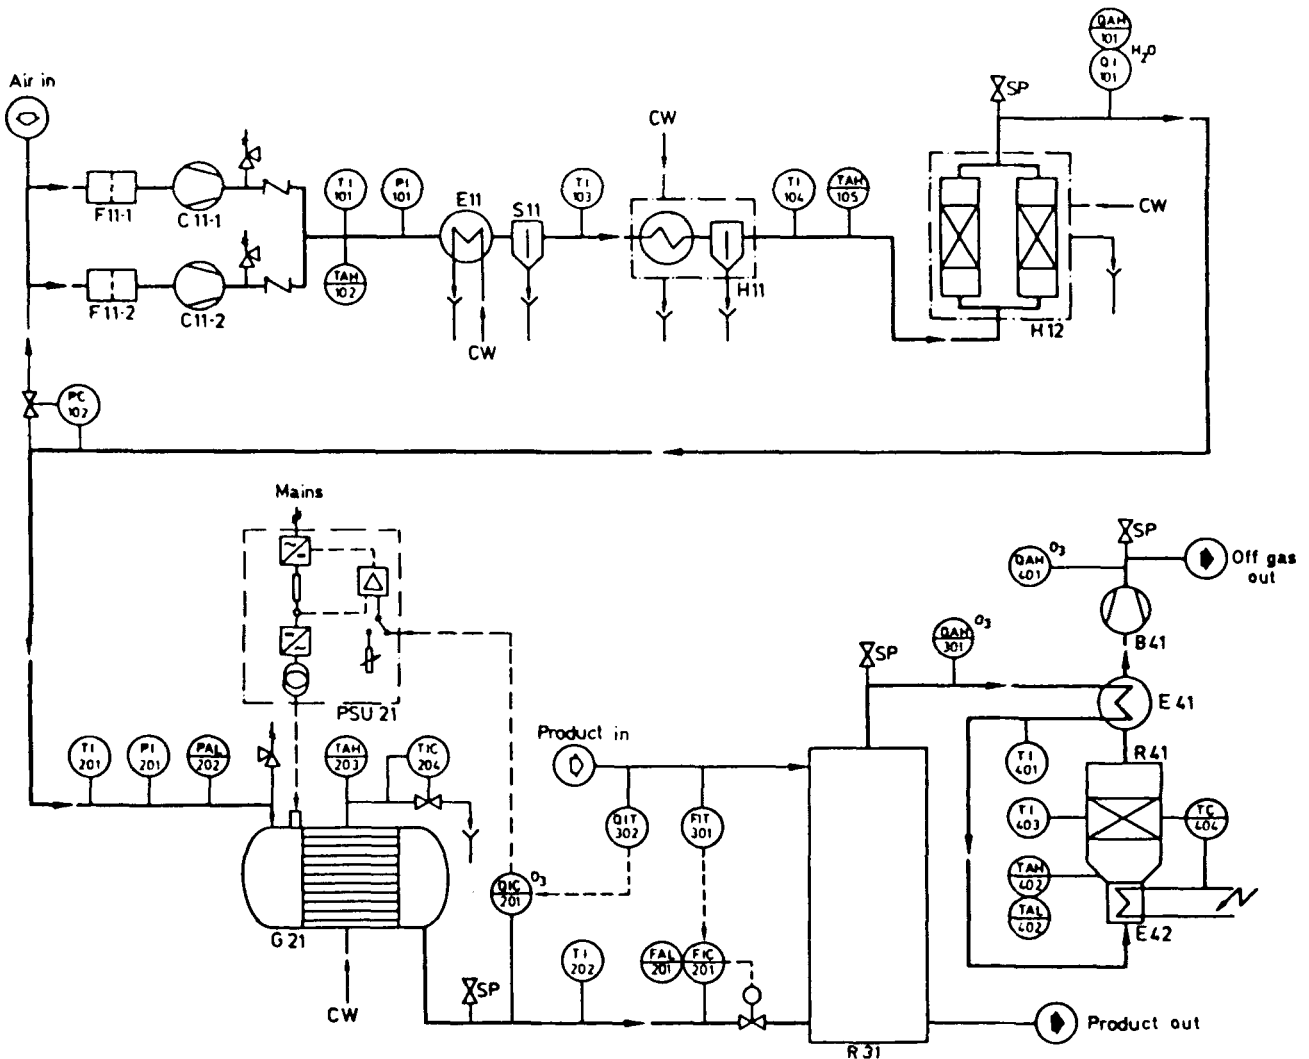 QAH
101
H2O
QI
101
SP
Air in
CW
F11-1
C11-1
TI
101
PI
101
E11
S11
TI
103
TI
104
TAH
105
CW
F11-2
C11-2
TAH
102
CW
H11
H12
PC
102
Mains
SP
QAH
401
O3
Off gas
out
B41
SP
QAH
301
O3
E41
PSU 21
Product in
TI
401
R41
TI
201
PI
201
PAL
202
TAH
203
TIC
204
QIT
302
FIT
301
TI
403
TC
404
QIC
201
O3
TAH
402
TAL
402
E42
G21
CW
SP
TI
202
FAL
201
FIC
201
R31
Product out